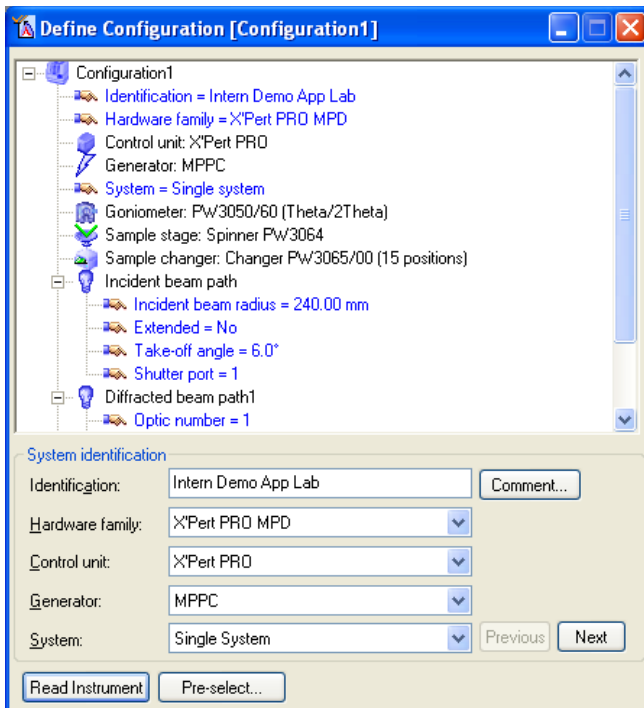 Define Configuration [Configuration1]
Configuration1
Identification = Intern Demo App Lab
Hardware family = X'Pert PRO MPD
Control unit: X'Pert PRO
Generator: MPPC
System = Single system
Goniometer: PW3050/60 (Theta/2Theta)
Sample stage: Spinner PW3064
Sample changer: Changer PW3065/00 (15 positions)
Incident beam path
Incident beam radius = 240.00 mm
Extended = No
Take-off angle = 6.0°
Shutter port = 1
Diffracted beam path1
Optic number = 1
System identification
Identification: Intern Demo App Lab Comment...
Hardware family: X'Pert PRO MPD
Control unit: X'Pert PRO
Generator: MPPC
System: Single System Previous Next
Read Instrument Pre-select...